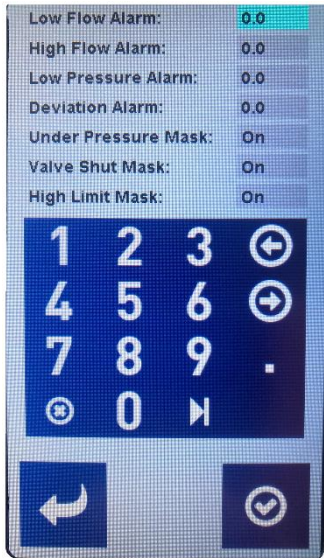 Low Flow Alarm: 0.0
High Flow Alarm: 0.0
Low Pressure Alarm: 0.0
Deviation Alarm: 0.0
Under Pressure Mask: On
Valve Shut Mask: On
High Limit Mask: On
1 2 3
4 5 6
7 8 9 .
0